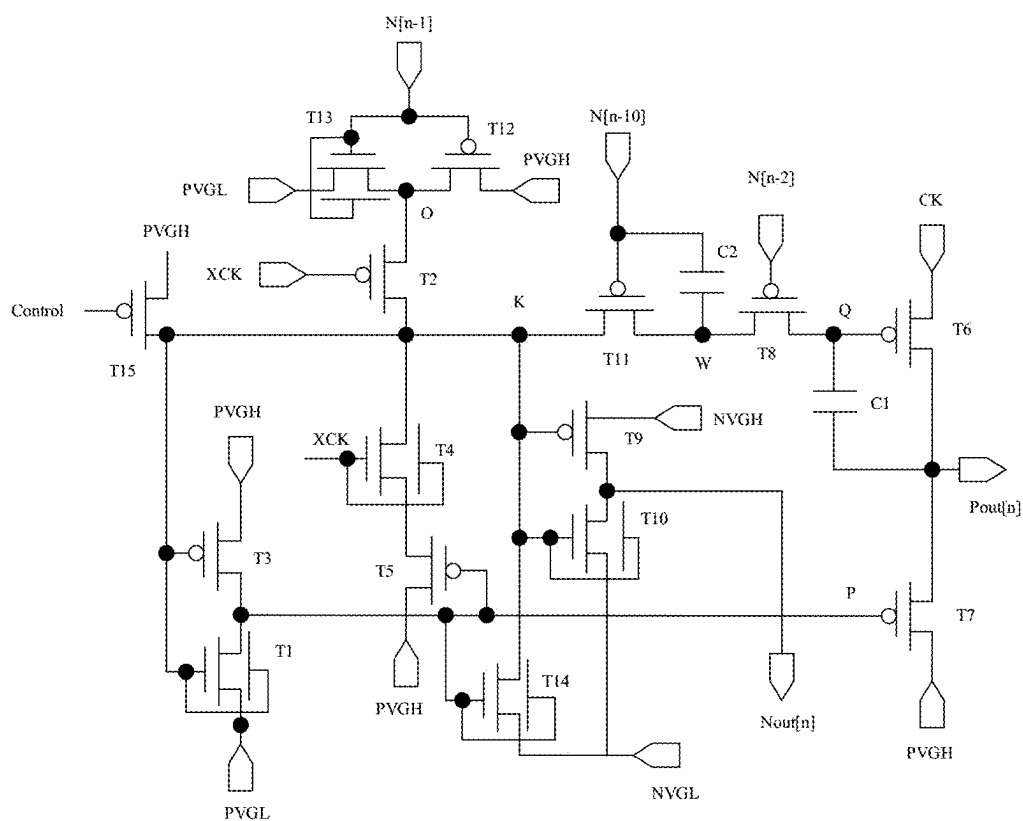 N[n-1]
T13
T12
N[n-10]
PVGL
PVGH
N[n-2]
CK
O
PVGH
C2
XCK
T2
K
Q
Control
T6
T15
T11
W
T8
PVGH
C1
NVGH
XCK
T4
T9
Pout[n]
T10
T3
T5
P
T7
T1
PVGH
T14
Nout[n]
PVGH
PVGL
NVGL